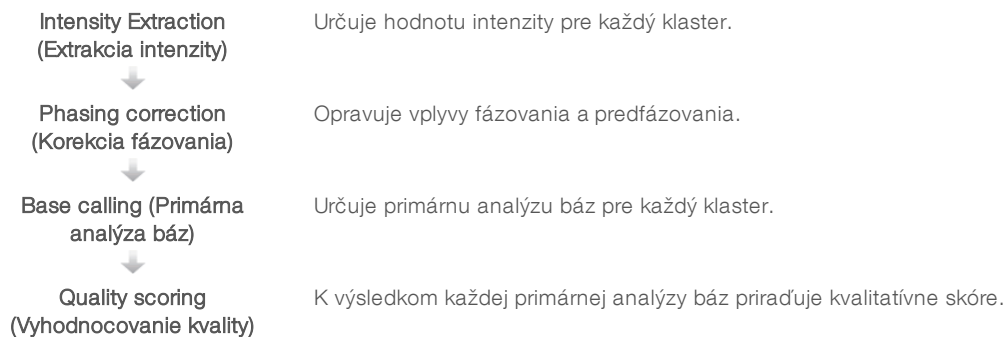 Intensity Extraction
(Extrakcia intenzity)
Určuje hodnotu intenzity pre každý klaster.
Phasing correction
(Korekcia fázovania)
Opravuje vplyvy fázovania a predfázovania.
Base calling (Primárna
analýza báz)
Určuje primárnu analýzu báz pre každý klaster.
Quality scoring
(Vyhodnocovanie kvality)
K výsledkom každej primárnej analýzy báz priraďuje kvalitatívne skóre.